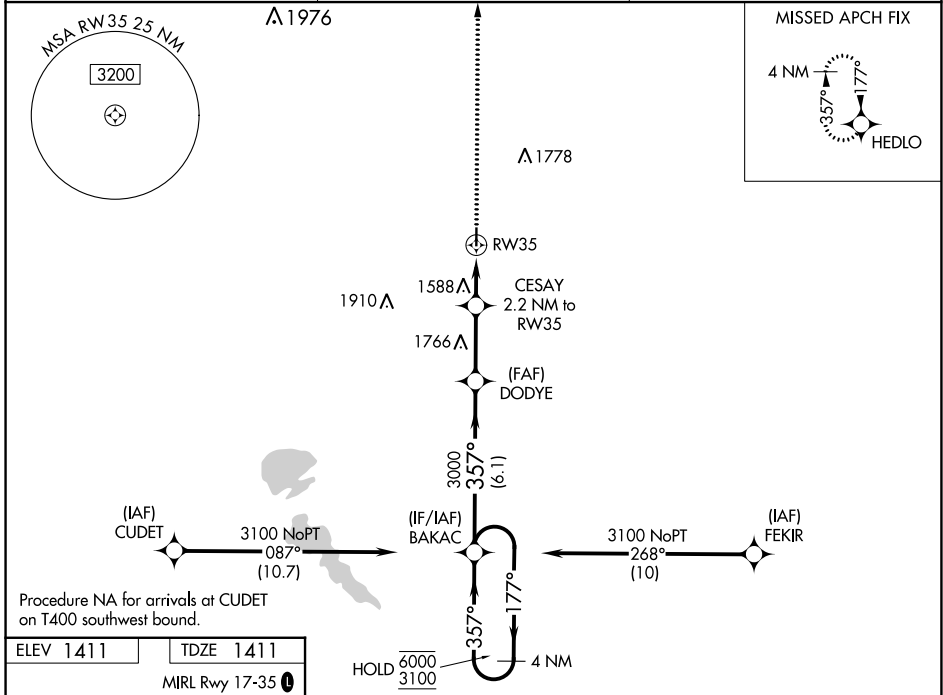 1976
MSA RW35 25 NM
3200
MISSED APCH FIX
4 NM
357°
177°
HEDLO
1778
RW35
1588
CESAY
2.2 NM to
RW35
1910
1766
(FAF)
DODYE
3000
357°
(6.1)
(IAF)
CUDET
3100 NoPT
087°
(10.7)
(IF/IAF)
BAKAC
3100 NoPT
268°
(10)
(IAF)
FEKIR
357°
177°
HOLD
6000
3100
4 NM
Procedure NA for arrivals at CUDET
on T400 southwest bound.
ELEV 1411
TDZE 1411
MIRL Rwy 17-35 L